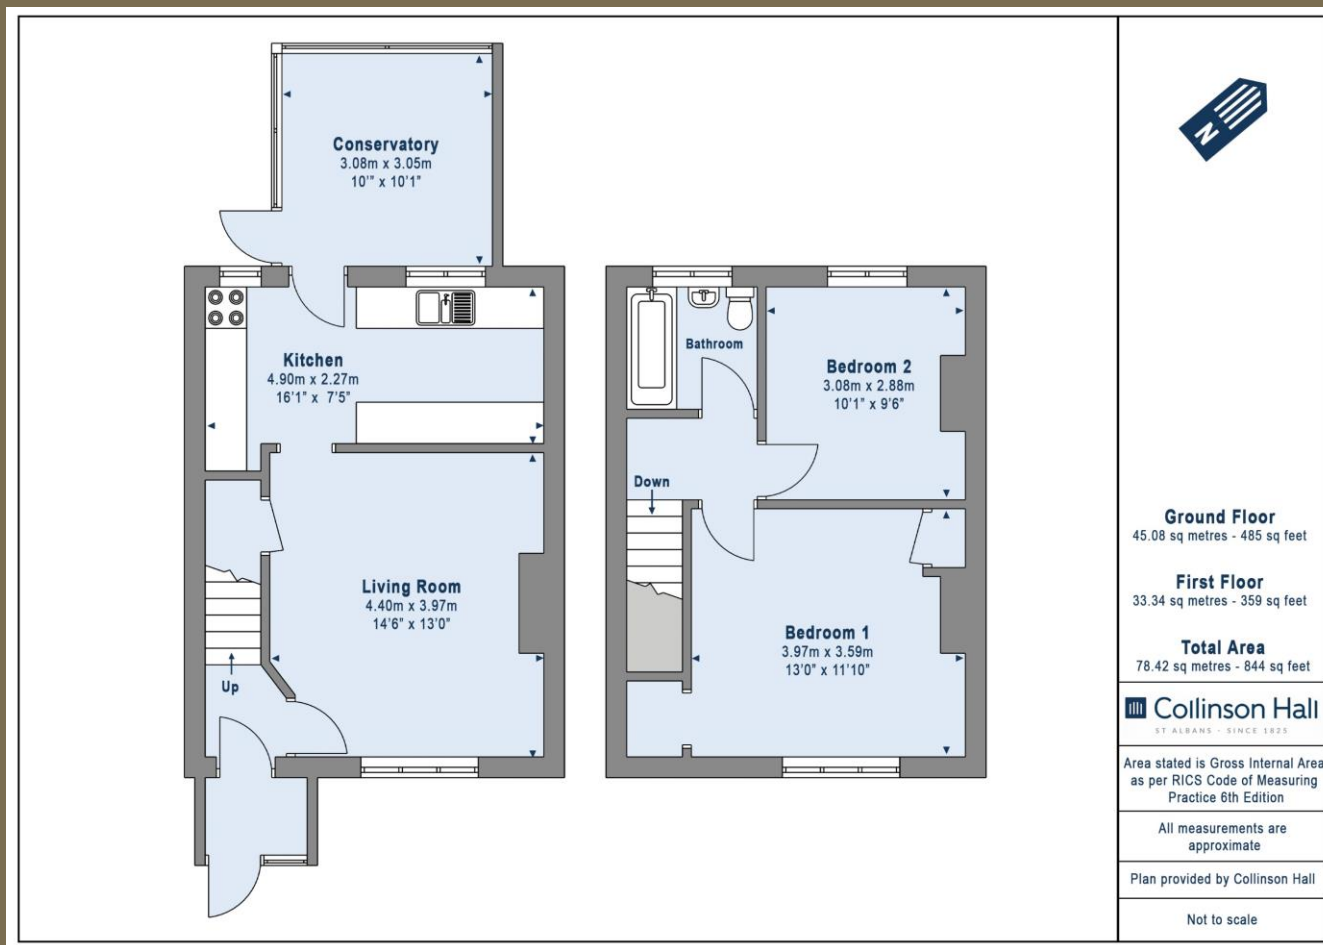 Conservatory
3.08m x 3.05m
10'" x 10'1"
Kitchen
4.90m x 2.27m
16'1" x 7'5"
Living Room
4.40m x 3.97m
14'6" x 13'0"
Up
Bathroom
Bedroom 2
3.08m x 2.88m
10'1" x 9'6"
Down
Bedroom 1
3.97m x 3.59m
13'0" x 11'10"
N
Ground Floor
45.08 sq metres - 485 sq feet
First Floor
33.34 sq metres - 359 sq feet
Total Area
78.42 sq metres - 844 sq feet
Collinson Hall
ST ALBANS - SINCE 1825
Area stated is Gross Internal Area
as per RICS Code of Measuring
Practice 6th Edition
All measurements are
approximate
Plan provided by Collinson Hall
Not to scale